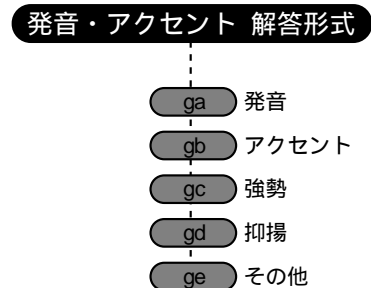 発音・アクセント 解答形式
ga 発音
gb アクセント
gc 強勢
gd 抑揚
ge その他